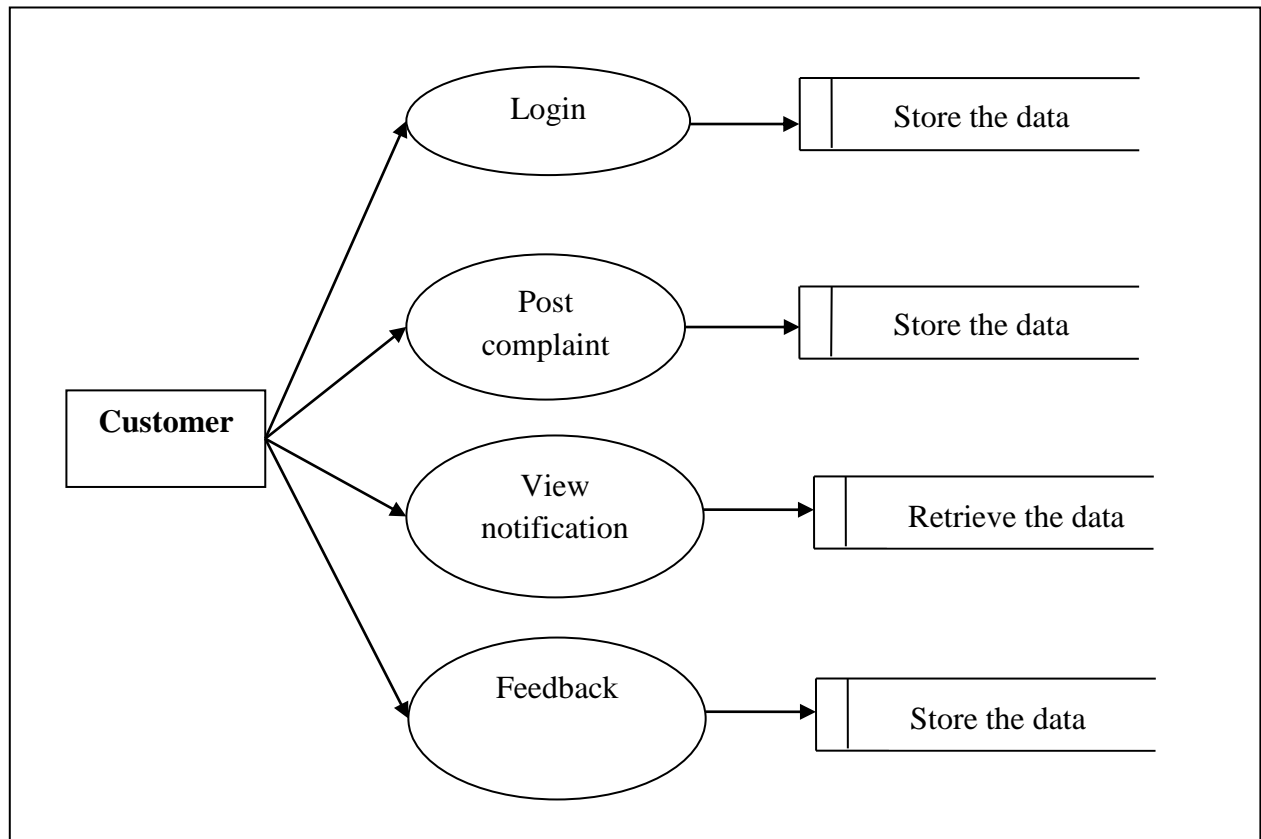 Login
Store the data
Post
complaint
Store the data
Customer
View
notification
Retrieve the data
Feedback
Store the data